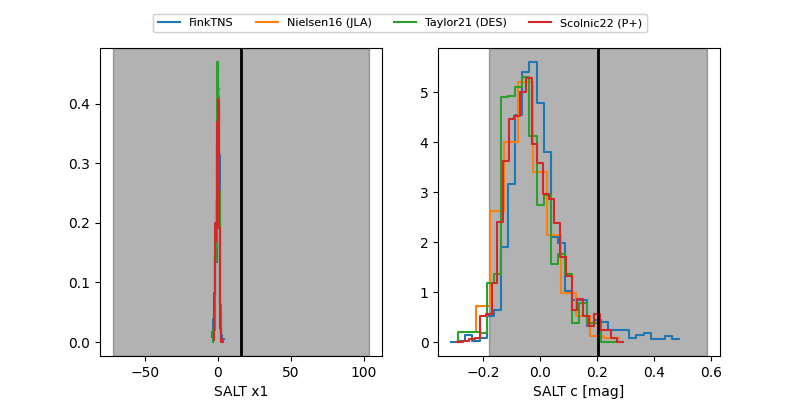 FinkTNS Nielsen16 (JLA) Taylor21 (DES) Scolnic22 (P+)
0.4
0.3
0.2
0.1
0.0
−50 0 50 100
SALT x1
5
4
3
2
1
0
−0.2 0.0 0.2 0.4 0.6
SALT c [mag]